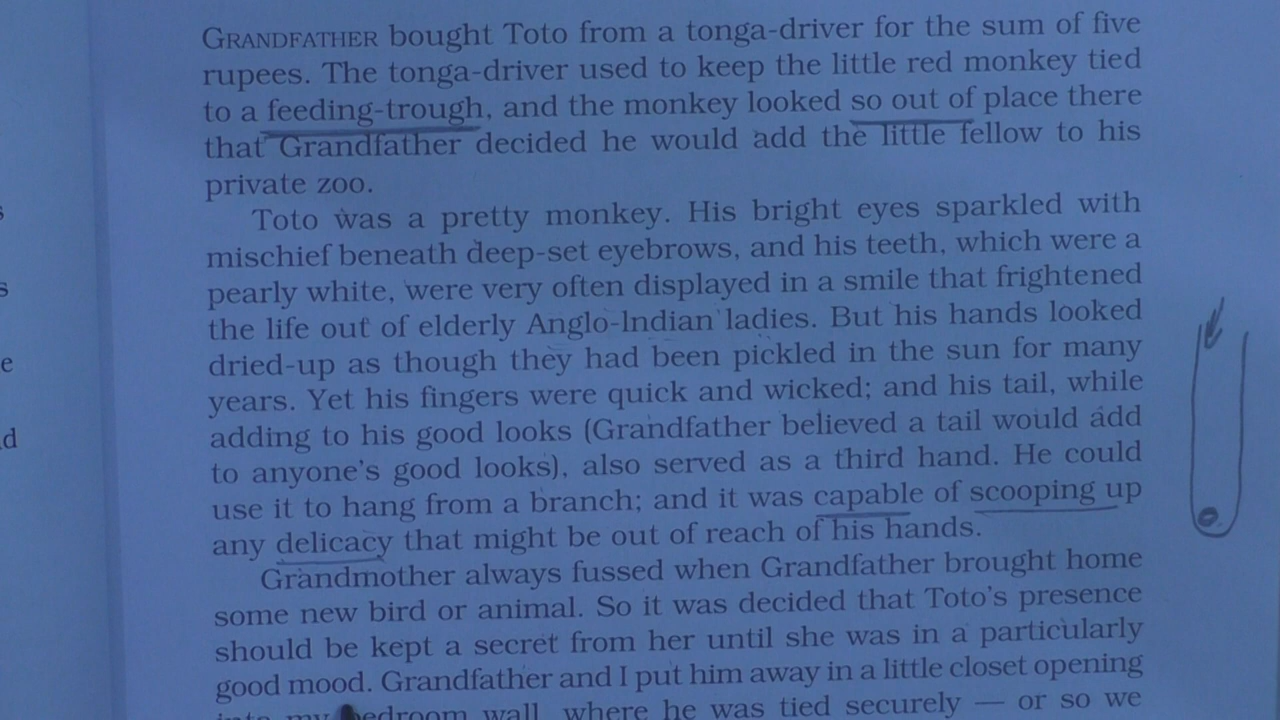 GRANDFATHER bought Toto from a tonga-driver for the sum of five
rupees. The tonga-driver used to keep the little red monkey tied
to a feeding-trough, and the monkey looked so out of place there
that Grandfather decided he would add the little fellow to his
private zoo.
Toto was a pretty monkey. His bright eyes sparkled with
mischief beneath deep-set eyebrows, and his teeth, which were a
pearly white, were very often displayed in a smile that frightened
the life out of elderly Anglo-Indian ladies. But his hands looked
dried-up as though they had been pickled in the sun for many
years. Yet his fingers were quick and wicked; and his tail, while
adding to his good looks (Grandfather believed a tail would add
to anyone's good looks), also served as a third hand. He could
use it to hang from a branch; and it was capable of scooping up
any delicacy that might be out of reach of his hands.
Grandmother always fussed when Grandfather brought home
some new bird or animal. So it was decided that Toto's presence
should be kept a secret from her until she was in a particularly
good mood. Grandfather and I put him away in a little closet opening
into my bedroom wall, where he was tied securely — or so we